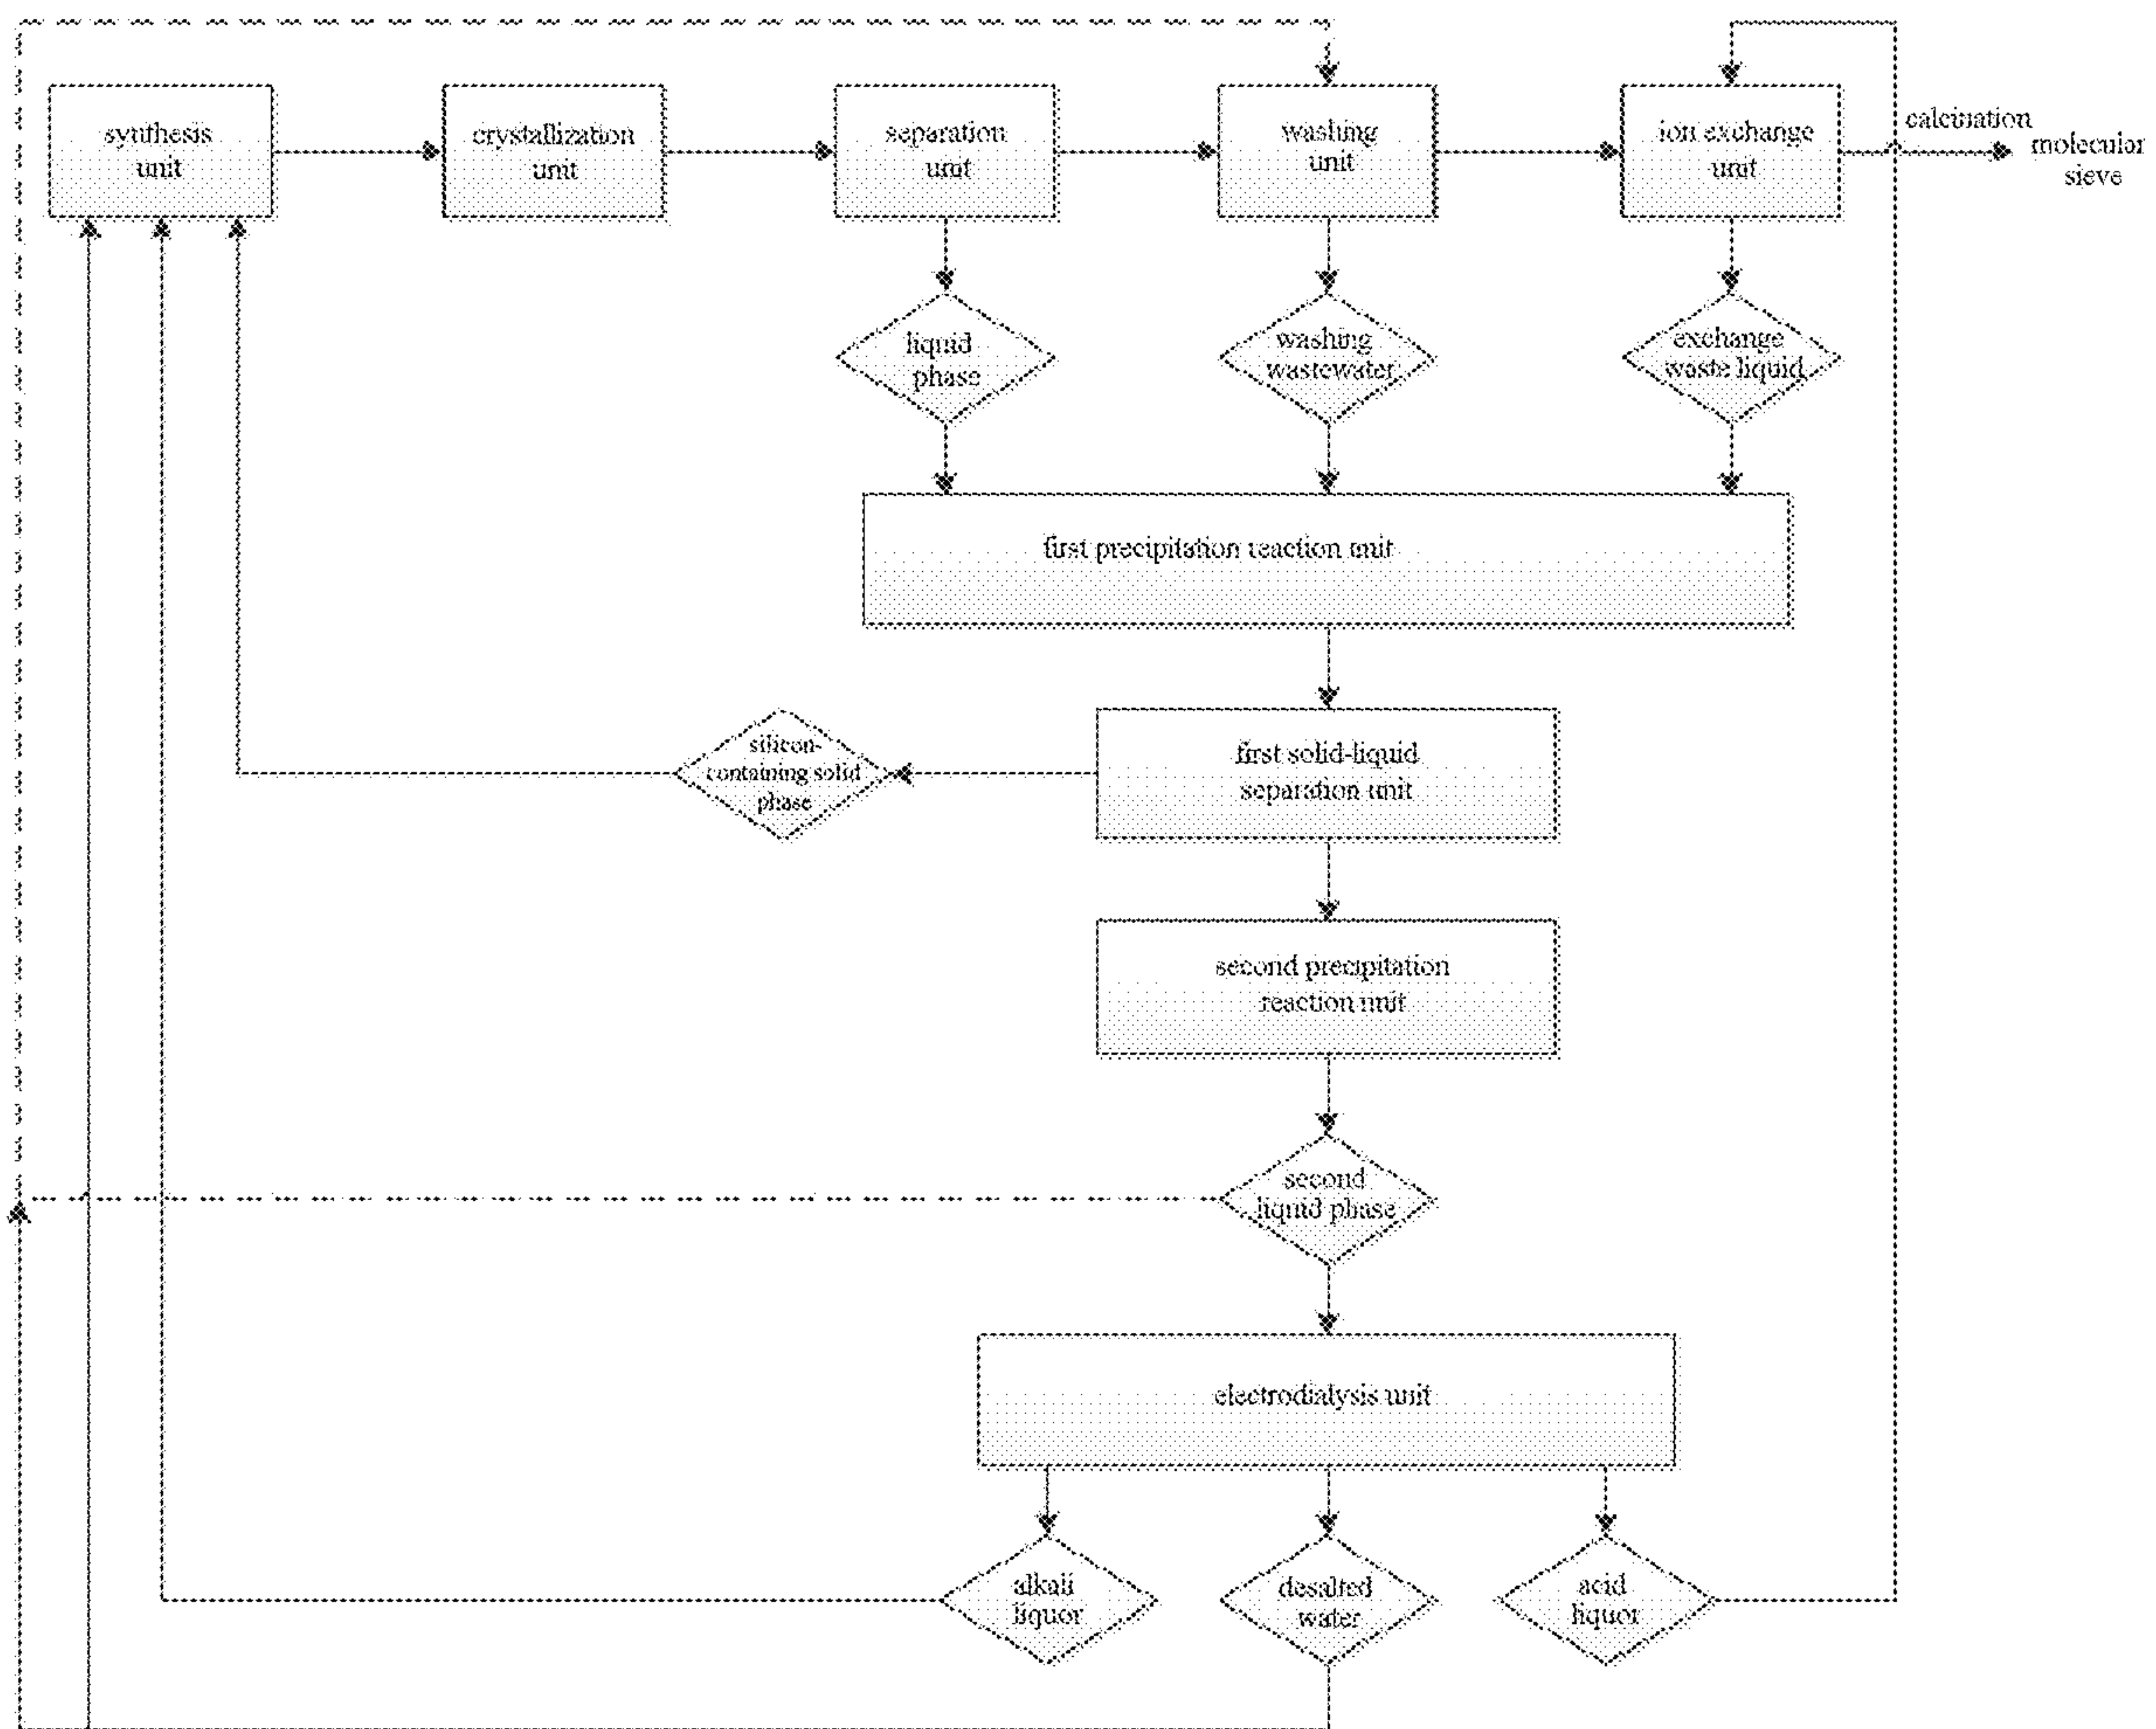 synthesis
unit
crystallization
unit
separation
unit
washing
unit
ion exchange
unit
calcination
molecular
sieve
liquid
phase
washing
wastewater
exchange
waste liquid
first precipitation reaction unit
silicon-
containing solid
phase
first solid-liquid
separation unit
second precipitation
reaction unit
second
liquid phase
electrodialysis unit
alkali
liquor
desalted
water
acid
liquor